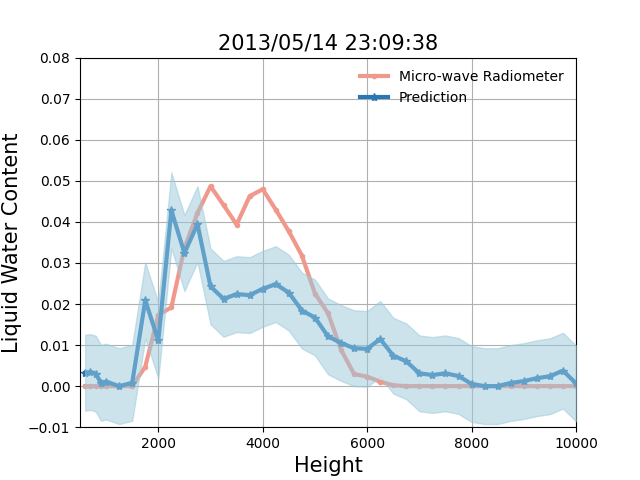 2013/05/14 23:09:38
Liquid Water Content
0.08
0.07
0.06
0.05
0.04
0.03
0.02
0.01
0.00
−0.01
Micro-wave Radiometer
Prediction
2000 4000 6000 8000 10000
Height